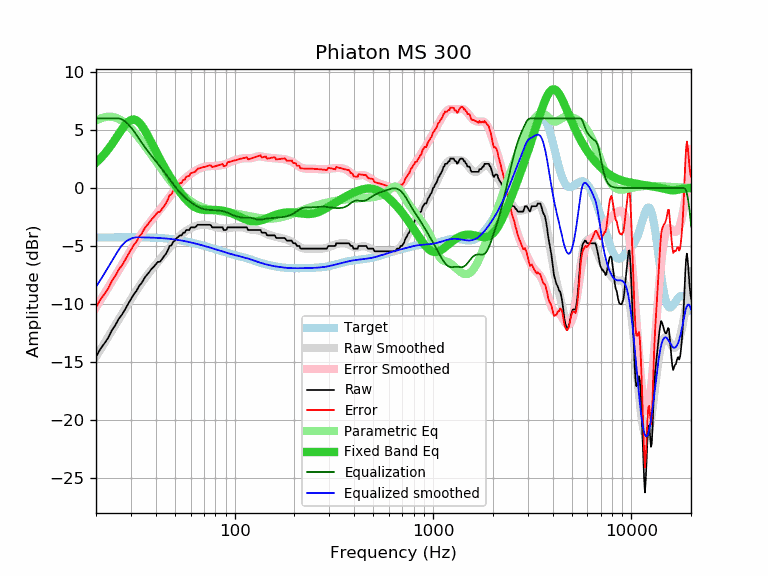 Phiaton MS 300
Amplitude (dBr)
10
5
0
−5
−10
−15
−20
−25
Target
Raw Smoothed
Error Smoothed
Raw
Error
Parametric Eq
Fixed Band Eq
Equalization
Equalized smoothed
100
1000
10000
Frequency (Hz)